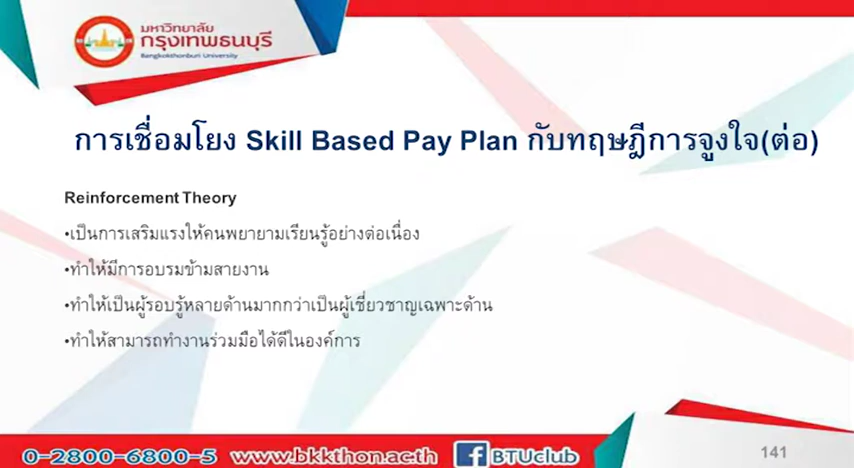 มหาวิทยาลัย
กรุงเทพธนบุรี
Bangkokthonburi University
การเชื่อมโยง Skill Based Pay Plan กับทฤษฎีการจูงใจ(ต่อ)
Reinforcement Theory
•เป็นการเสริมแรงให้คนพยายามเรียนรู้อย่างต่อเนื่อง
•ทำให้มีการอบรมข้ามสายงาน
•ทำให้เป็นผู้รอบรู้หลายด้านมากกว่าเป็นผู้เชี่ยวชาญเฉพาะด้าน
•ทำให้สามารถทำงานร่วมมือได้ดีในองค์การ
0-2800-6800-5 www.bkkthon.ac.th f BTUclub
141